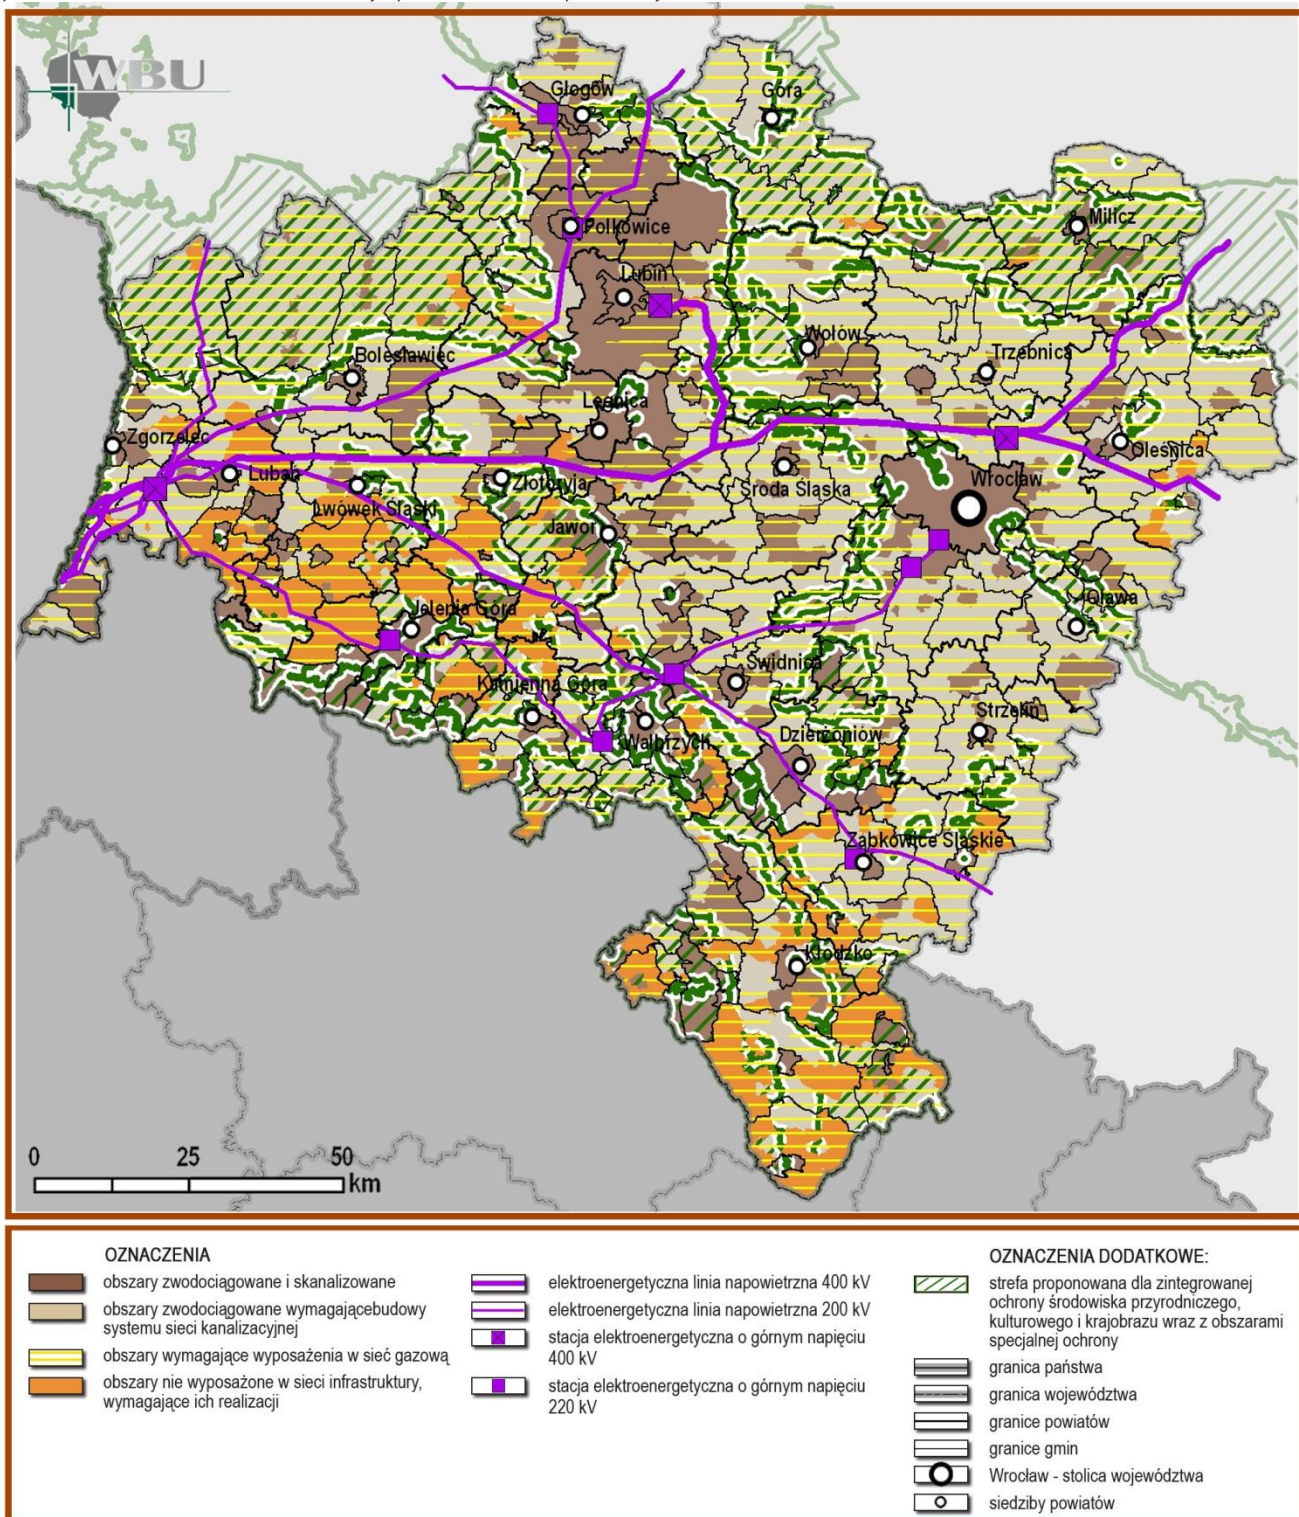 WBU
Głogów
Góra
Milicz
Polkowice
Lubin
Wołów
Trzebnica
Bolesławiec
Legnica
Zgorzelec
Oleśnica
Lubań
Złotoryja
Środa Śląska
Wrocław
Lwówek Śląski
Jawor
Jelenia Góra
Oława
Świdnica
Kamienna Góra
Strzelin
Wałbrzych
Dzierżoniów
Ząbkowice Śląskie
Kłodzko
0 25 50
km
OZNACZENIA
obszary zwodociągowane i skanalizowane
obszary zwodociągowane wymagającebudowy
systemu sieci kanalizacyjnej
obszary wymagające wyposażenia w sieć gazową
obszary nie wyposażone w sieci infrastruktury,
wymagające ich realizacji
elektroenergetyczna linia napowietrzna 400 kV
elektroenergetyczna linia napowietrzna 200 kV
stacja elektroenergetyczna o górnym napięciu
400 kV
stacja elektroenergetyczna o górnym napięciu
220 kV
OZNACZENIA DODATKOWE:
strefa proponowana dla zintegrowanej
ochrony środowiska przyrodniczego,
kulturowego i krajobrazu wraz z obszarami
specjalnej ochrony
granica państwa
granica województwa
granice powiatów
granice gmin
Wrocław - stolica województwa
siedziby powiatów